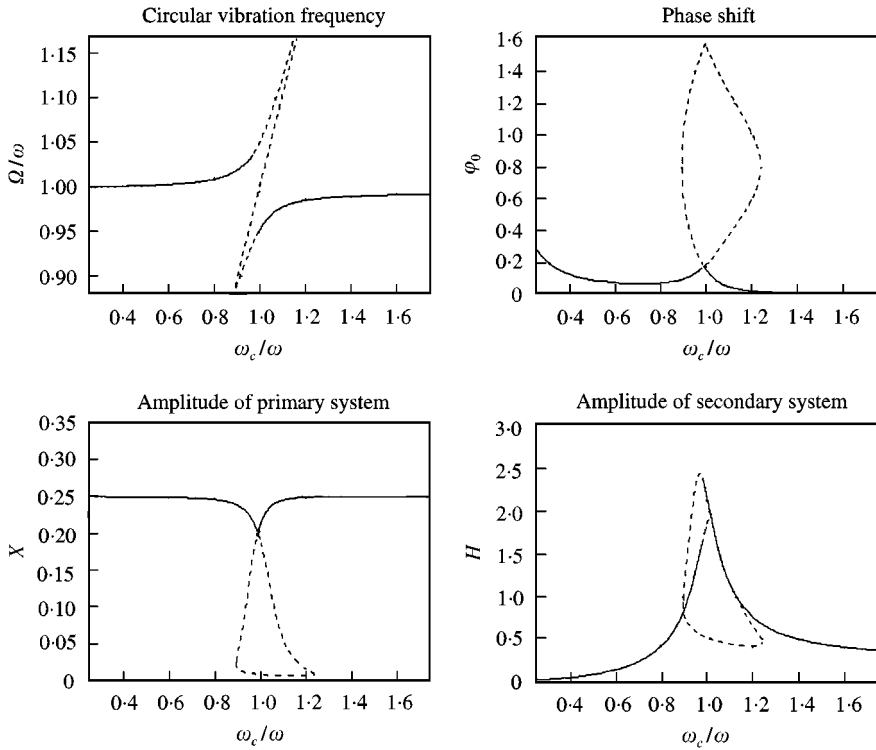 Circular vibration frequency
1·15
1·10
1·05
1·00
0·95
0·90
Ω/ω
0·4 0·6 0·8 1·0 1·2 1·4 1·6
ω_c/ω
Phase shift
1·6
1·4
1·2
1·0
0·8
0·6
0·4
0·2
0
φ_0
0·4 0·6 0·8 1·0 1·2 1·4 1·6
ω_c/ω
Amplitude of primary system
0·35
0·30
0·25
0·20
0·15
0·10
0·05
0
X
0·4 0·6 0·8 1·0 1·2 1·4 1·6
ω_c/ω
Amplitude of secondary system
3·0
2·5
2·0
1·5
1·0
0·5
0
H
0·4 0·6 0·8 1·0 1·2 1·4 1·6
ω_c/ω